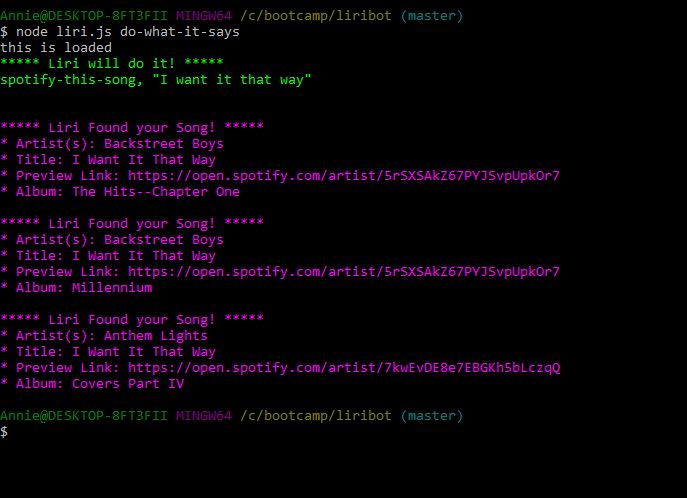 Annie@DESKTOP-8FT3FII MINGW64 /c/bootcamp/liribot (master)
$ node liri.js do-what-it-says
this is loaded
***** Liri will do it! *****
spotify-this-song, "I want it that way"
***** Liri Found your Song! *****
* Artist(s): Backstreet Boys
* Title: I Want It That Way
* Preview Link: https://open.spotify.com/artist/5rSXSAkZ67PYJSvpUpkOr7
* Album: The Hits--Chapter One
***** Liri Found your Song! *****
* Artist(s): Backstreet Boys
* Title: I Want It That Way
* Preview Link: https://open.spotify.com/artist/5rSXSAkZ67PYJSvpUpkOr7
* Album: Millennium
***** Liri Found your Song! *****
* Artist(s): Anthem Lights
* Title: I Want It That Way
* Preview Link: https://open.spotify.com/artist/7kwEvDE8e7EBGKh5bLczqQ
* Album: Covers Part IV
Annie@DESKTOP-8FT3FII MINGW64 /c/bootcamp/liribot (master)
$